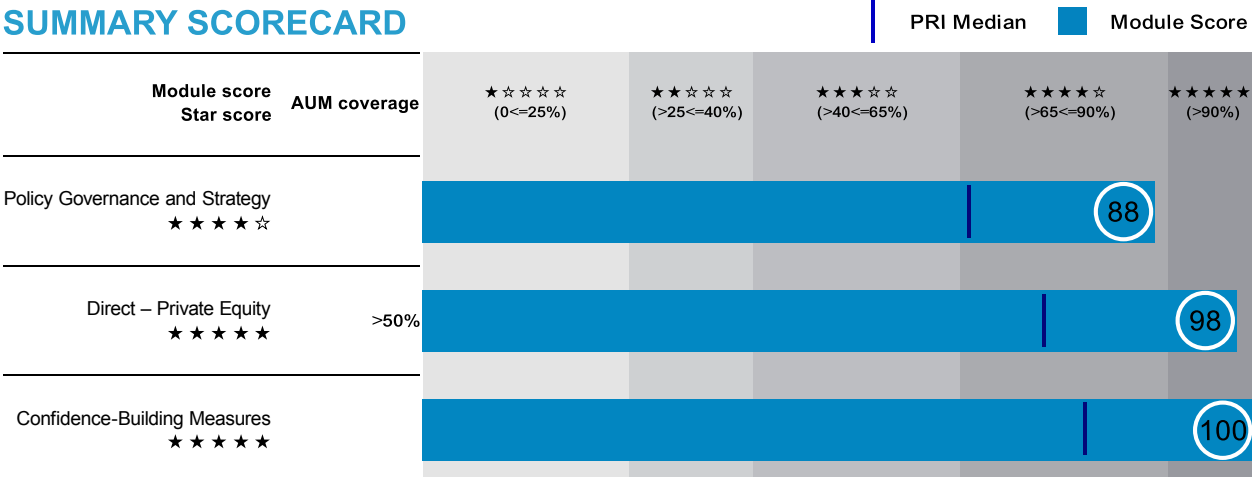 SUMMARY SCORECARD
PRI Median
Module Score
Module score
Star score
AUM coverage
★☆☆☆☆
(0<=25%)
★★☆☆☆
(>25<=40%)
★★★☆☆
(>40<=65%)
★★★★☆
(>65<=90%)
★★★★★
(>90%)
Policy Governance and Strategy
★★★★☆
88
Direct – Private Equity
★★★★★
>50%
98
Confidence-Building Measures
★★★★★
100